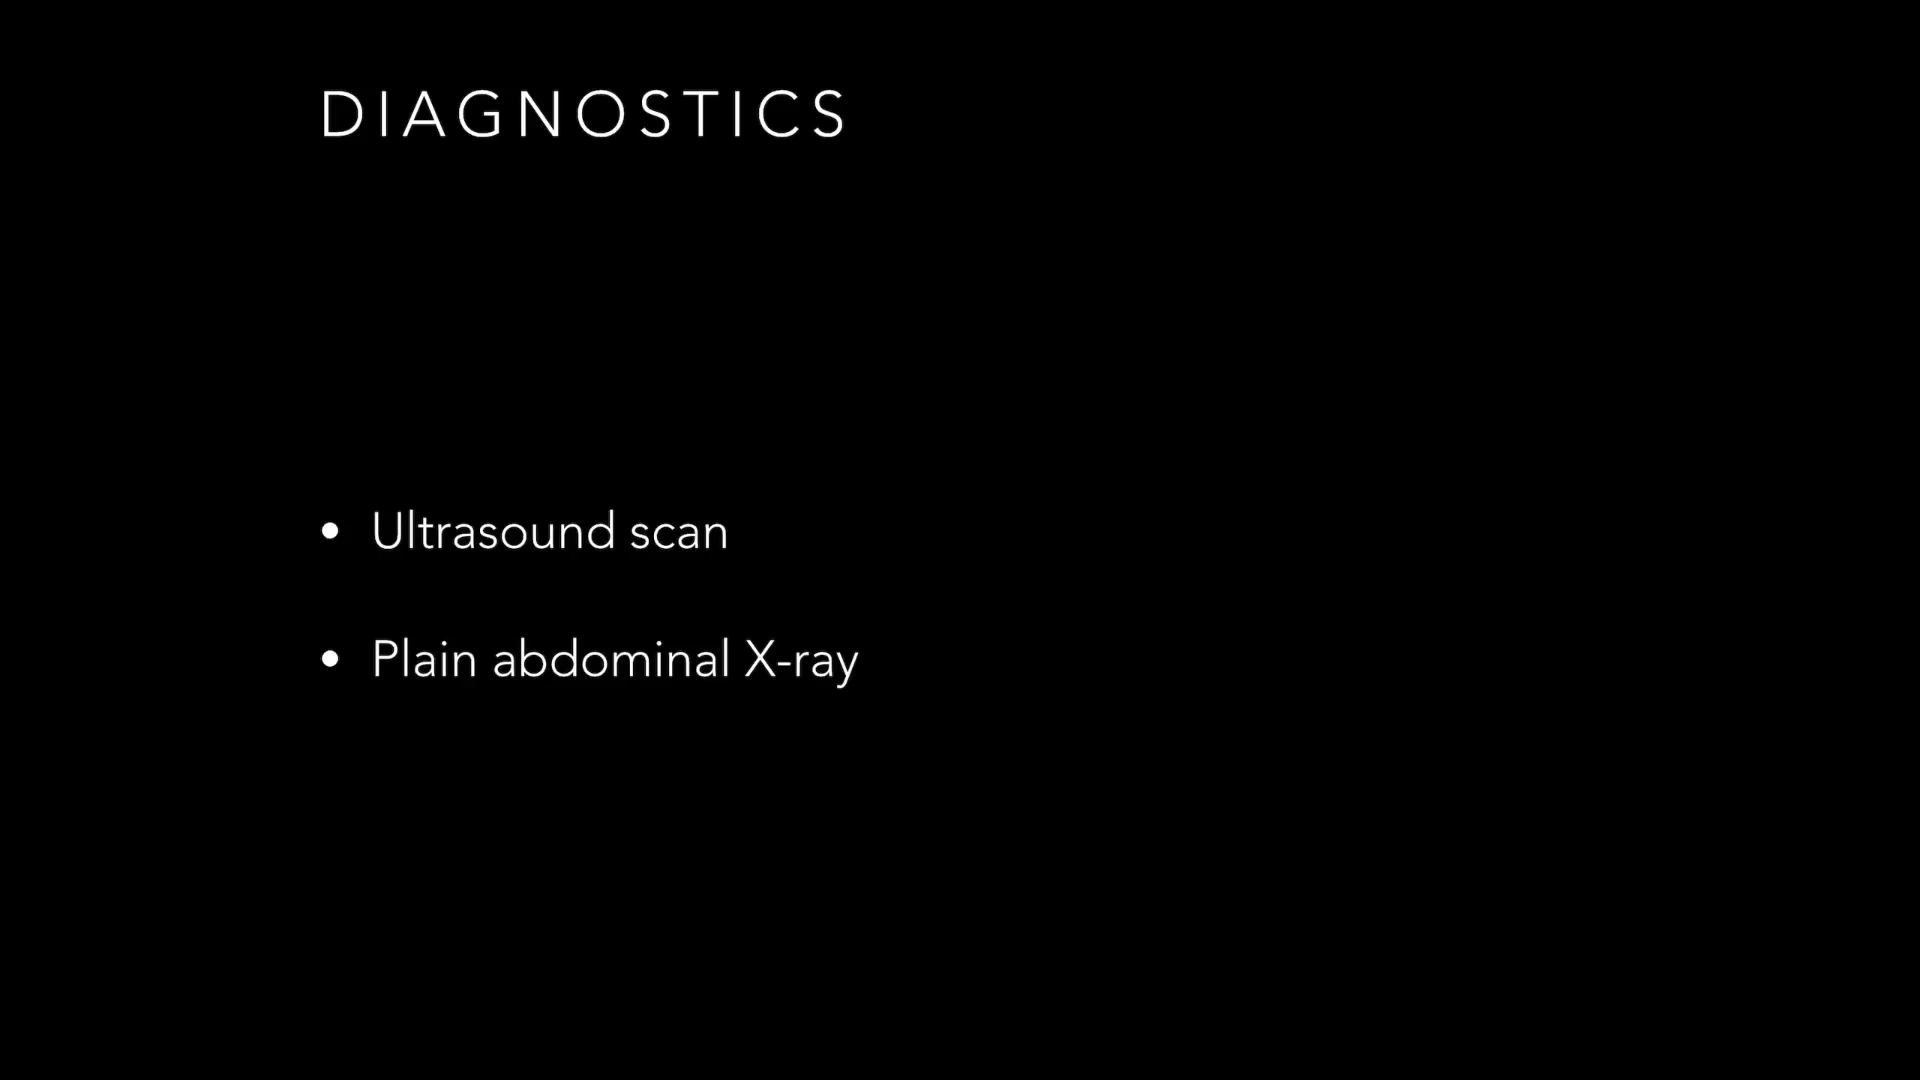 DIAGNOSTICS
• Ultrasound scan
• Plain abdominal X-ray